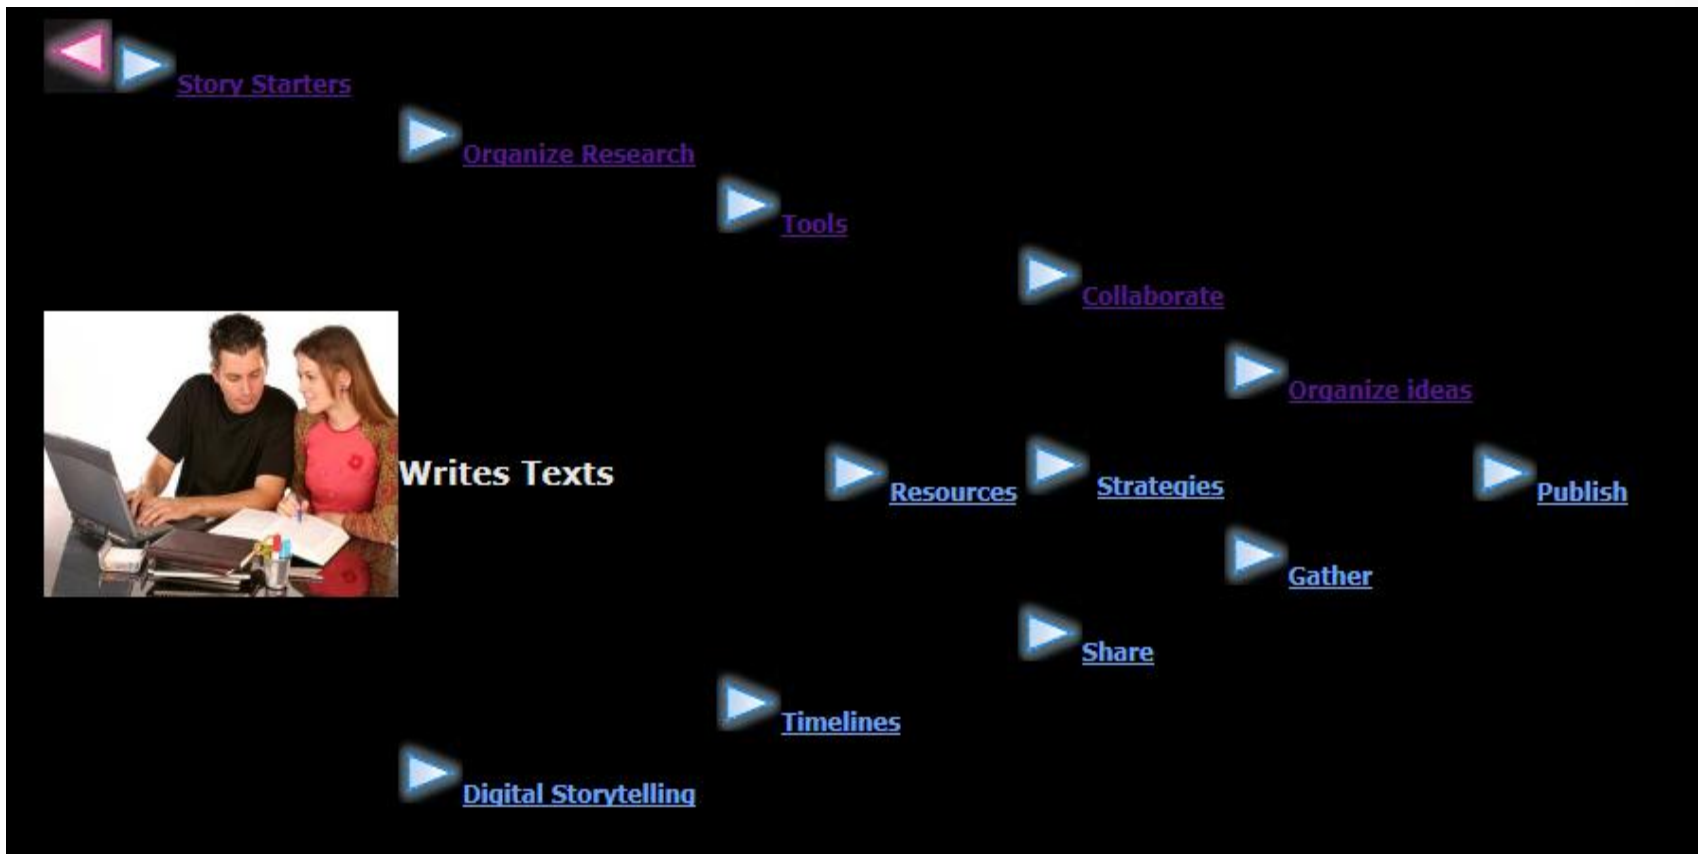 Story Starters
Organize Research
Tools
Collaborate
Organize ideas
Writes Texts
Resources
Strategies
Publish
Gather
Share
Timelines
Digital Storytelling